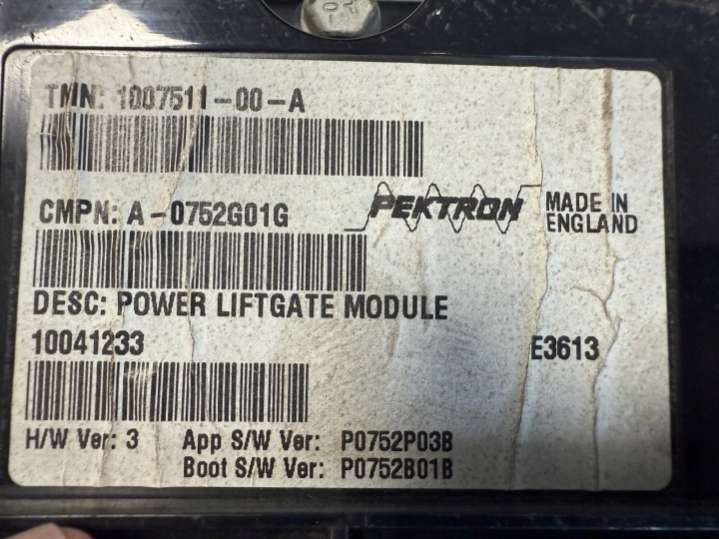 TMN: 1007511-00-A
CMPN: A-0752G01G
PEKTRON
MADE IN
ENGLAND
DESC: POWER LIFTGATE MODULE
10041233
E3613
H/W Ver: 3 App S/W Ver: P0752P03B
Boot S/W Ver: P0752B01B